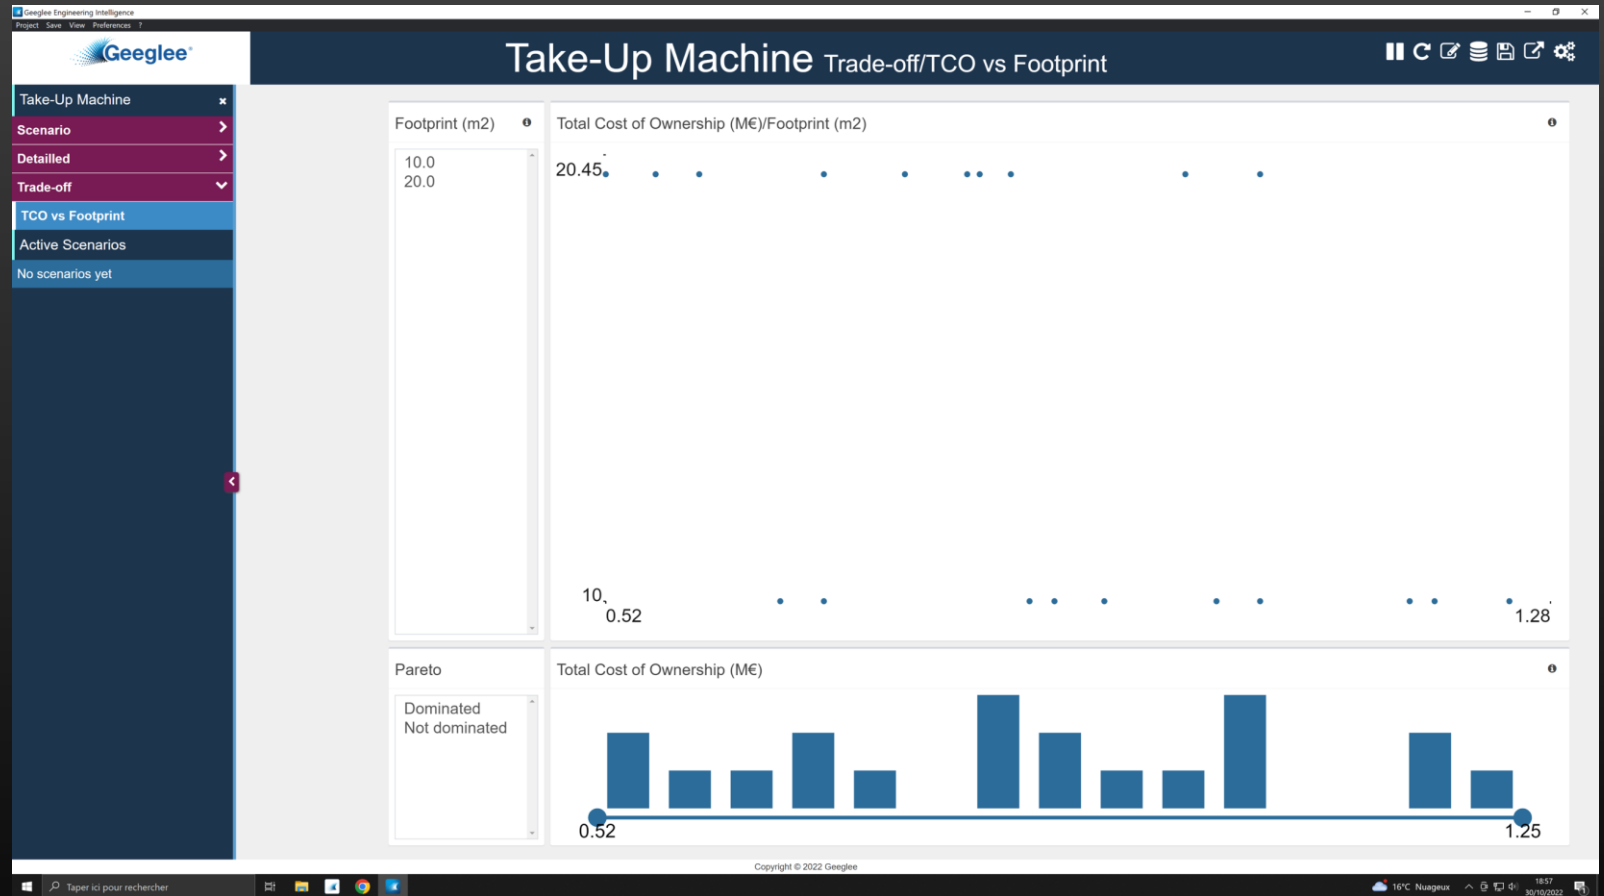 Geeglee Engineering Intelligence
Project Save View Preferences ?
Geeglee®
Take-Up Machine Trade-off/TCO vs Footprint
Take-Up Machine
Scenario
Detailled
Trade-off
TCO vs Footprint
Active Scenarios
No scenarios yet
Footprint (m2)
10.0
20.0
Total Cost of Ownership (M€)/Footprint (m2)
20.45
10
0.52
1.28
Pareto
Dominated
Not dominated
Total Cost of Ownership (M€)
0.52
1.25
Copyright © 2022 Geeglee
Taper ici pour rechercher
16°C Nuageux
18:57
30/10/2022